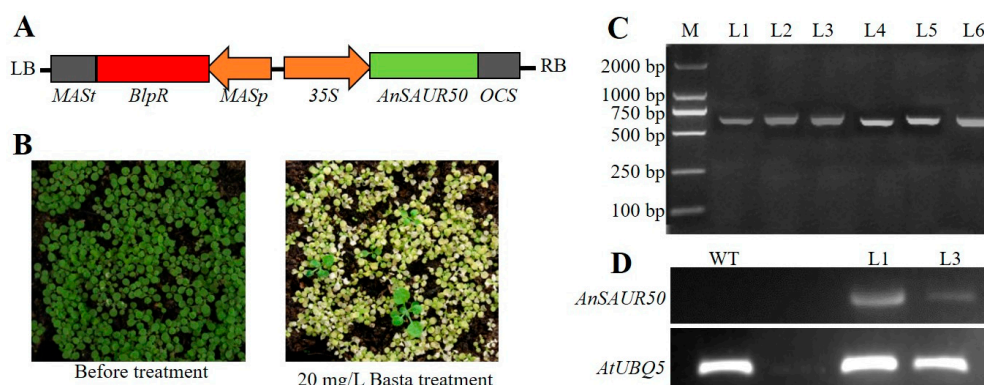 A
LB
RB
MASt BlpR MASp 35S AnSAUR50 OCS
B
Before treatment
20 mg/L Basta treatment
C
M L1 L2 L3 L4 L5 L6
2000 bp
1000 bp
750 bp
500 bp
250 bp
100 bp
D
WT L1 L3
AnSAUR50
AtUBQ5